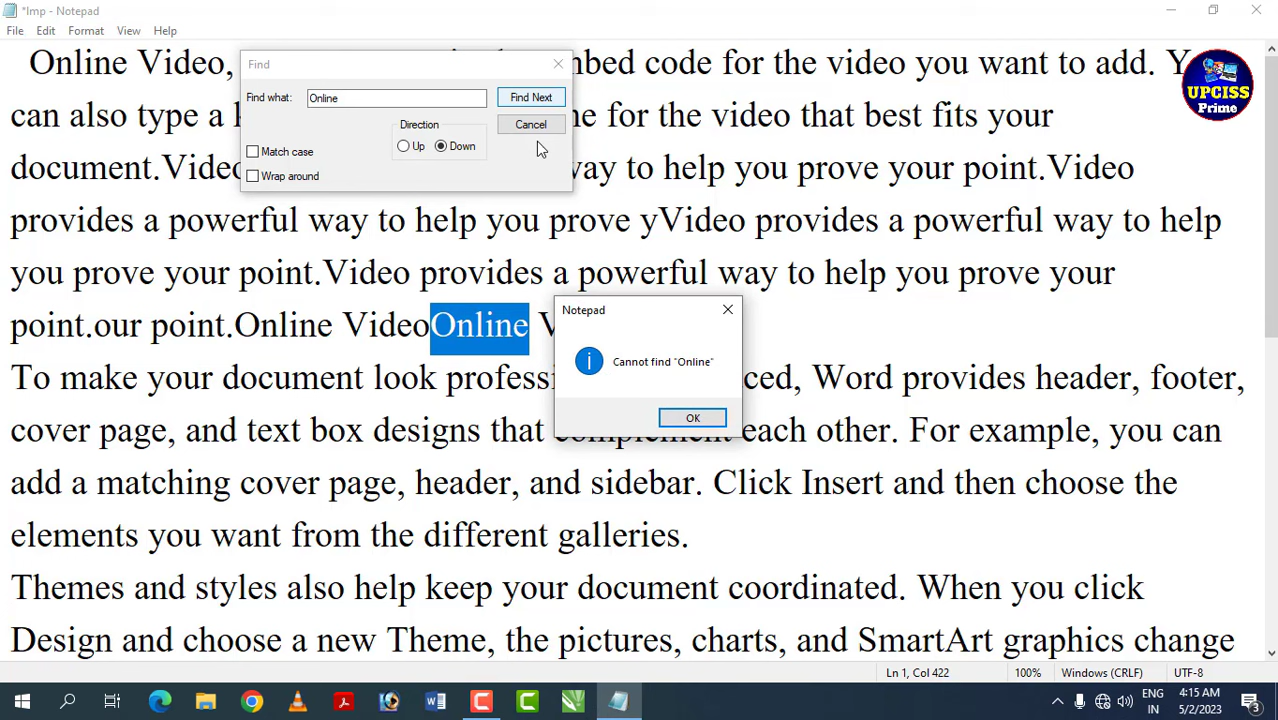 *Imp - Notepad
File Edit Format View Help
Online Video,
Find
nbed code for the video you want to add. Y
Find what: Online Find Next
can also type a
ne for the video that best fits your
Direction Cancel
Up Down
Match case
document.Video
way to help you prove your point.Video
Wrap around
UPCISS
Prime
provides a powerful way to help you prove yVideo provides a powerful way to help
you prove your point.Video provides a powerful way to help you prove your
point.our point.Online VideoOnline V
Notepad
Cannot find "Online"
OK
To make your document look professi
ced, Word provides header, footer,
cover page, and text box designs that complement each other. For example, you can
add a matching cover page, header, and sidebar. Click Insert and then choose the
elements you want from the different galleries.
Themes and styles also help keep your document coordinated. When you click
Design and choose a new Theme, the pictures, charts, and SmartArt graphics change
Ln 1, Col 422 100% Windows (CRLF) UTF-8
ENG
IN
4:15 AM
5/2/2023
3